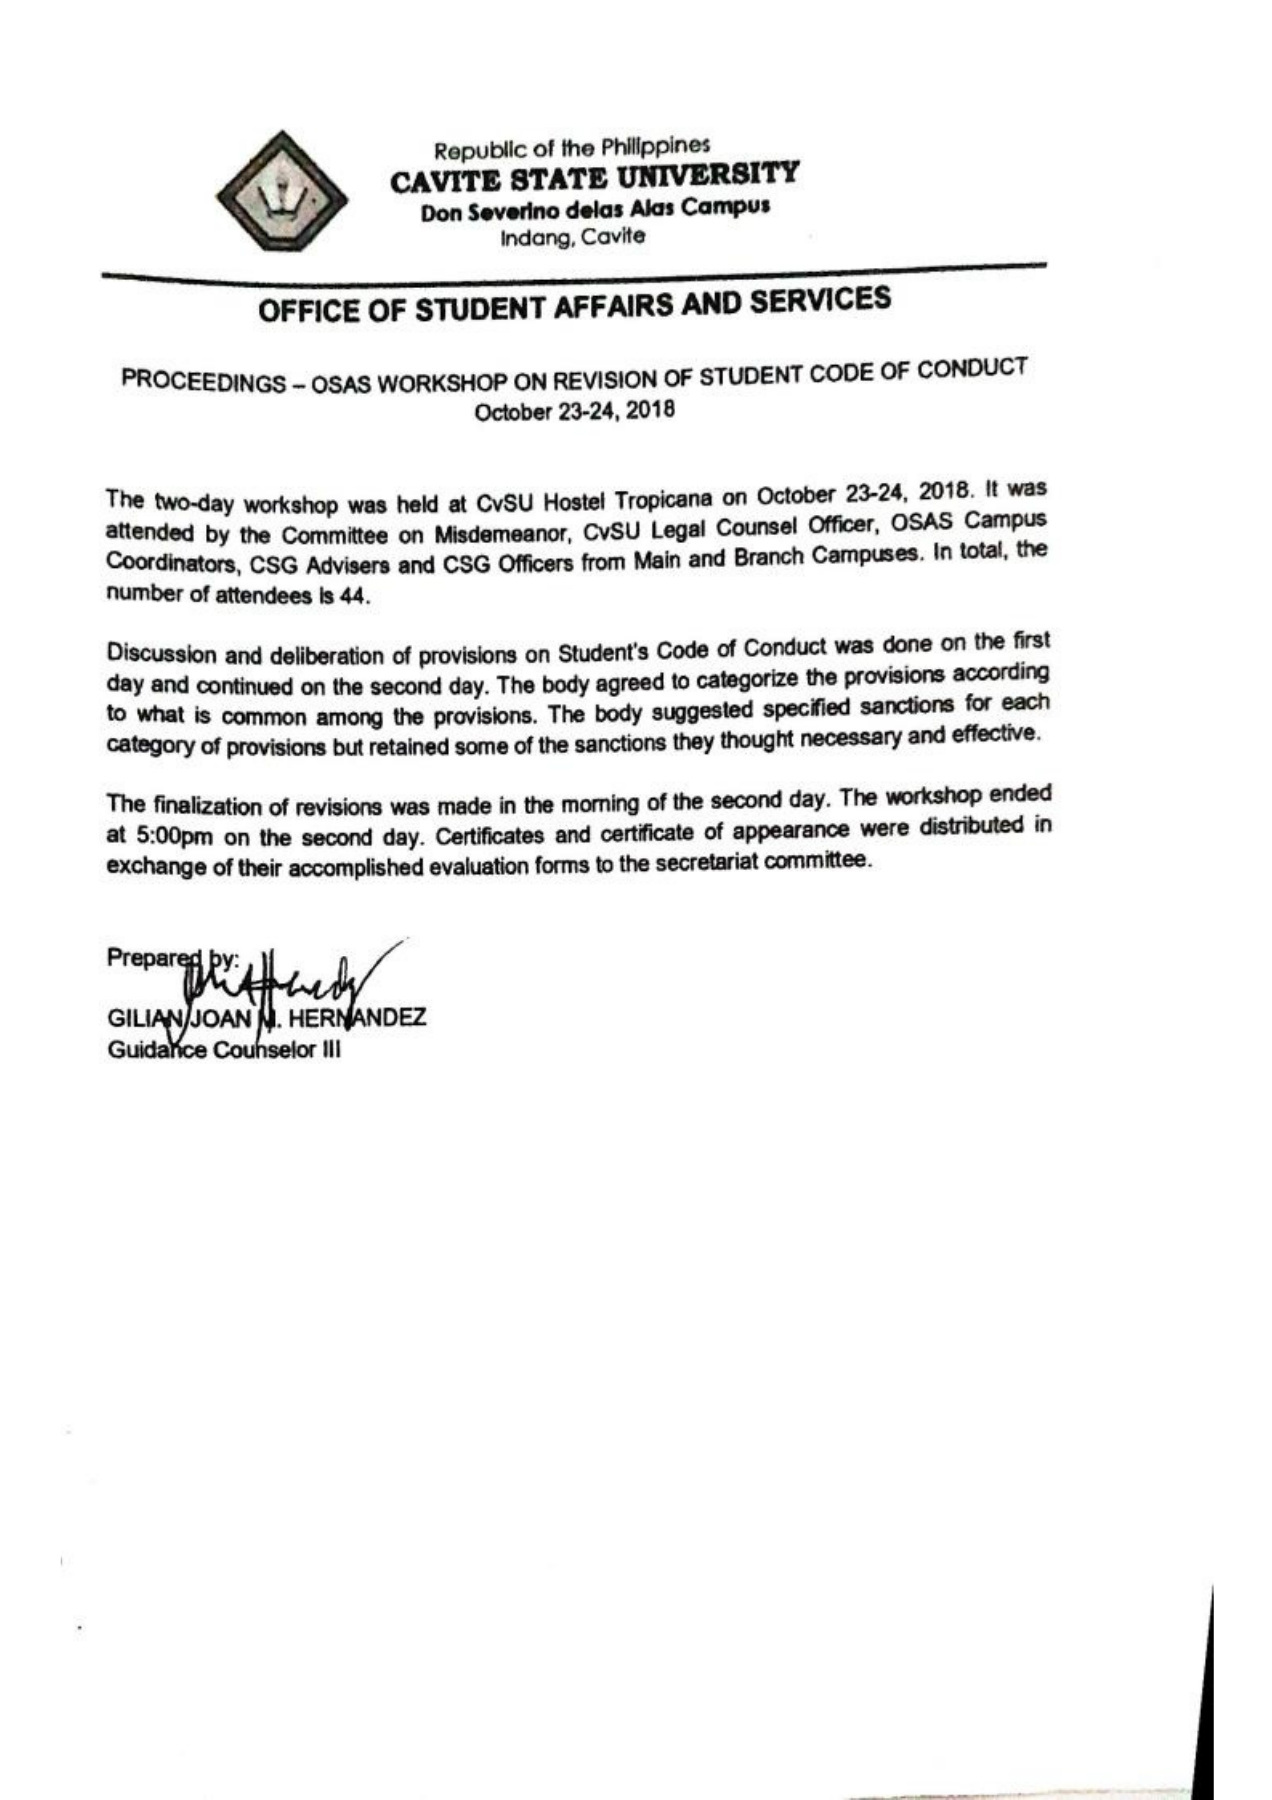 Republic of the Philippines
CAVITE STATE UNIVERSITY
Don Severino delas Alas Campus
Indang, Cavite
OFFICE OF STUDENT AFFAIRS AND SERVICES
PROCEEDINGS – OSAS WORKSHOP ON REVISION OF STUDENT CODE OF CONDUCT
October 23-24, 2018
The two-day workshop was held at CvSU Hostel Tropicana on October 23-24, 2018. It was
attended by the Committee on Misdemeanor, CvSU Legal Counsel Officer, OSAS Campus
Coordinators, CSG Advisers and CSG Officers from Main and Branch Campuses. In total, the
number of attendees is 44.
Discussion and deliberation of provisions on Student's Code of Conduct was done on the first
day and continued on the second day. The body agreed to categorize the provisions according
to what is common among the provisions. The body suggested specified sanctions for each
category of provisions but retained some of the sanctions they thought necessary and effective.
The finalization of revisions was made in the morning of the second day. The workshop ended
at 5:00pm on the second day. Certificates and certificate of appearance were distributed in
exchange of their accomplished evaluation forms to the secretariat committee.
Prepared by:
GILIAN JOAN M. HERNANDEZ
Guidance Counselor III